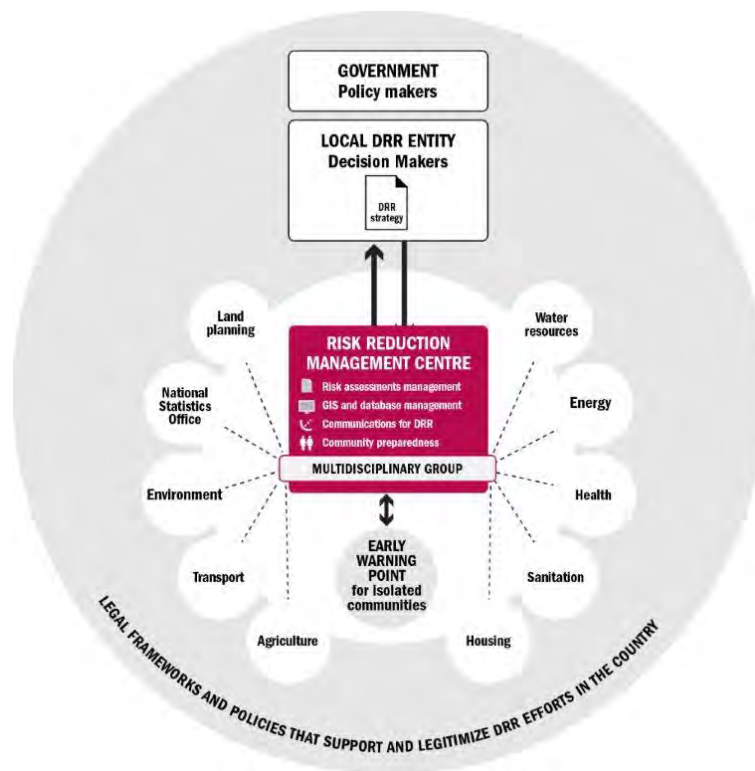 GOVERNMENT
Policy makers
LOCAL DRR ENTITY
Decision Makers
DRR
strategy
Land
planning
Water
resources
RISK REDUCTION
MANAGEMENT CENTRE
Risk assessments management
GIS and database management
Communications for DRR
Community preparedness
MULTIDISCIPLINARY GROUP
National
Statistics
Office
Energy
Environment
Health
EARLY
WARNING
POINT
for isolated
communities
Transport
Sanitation
Agriculture
Housing
LEGAL FRAMEWORKS AND POLICIES THAT SUPPORT AND LEGITIMIZE DRR EFFORTS IN THE COUNTRY